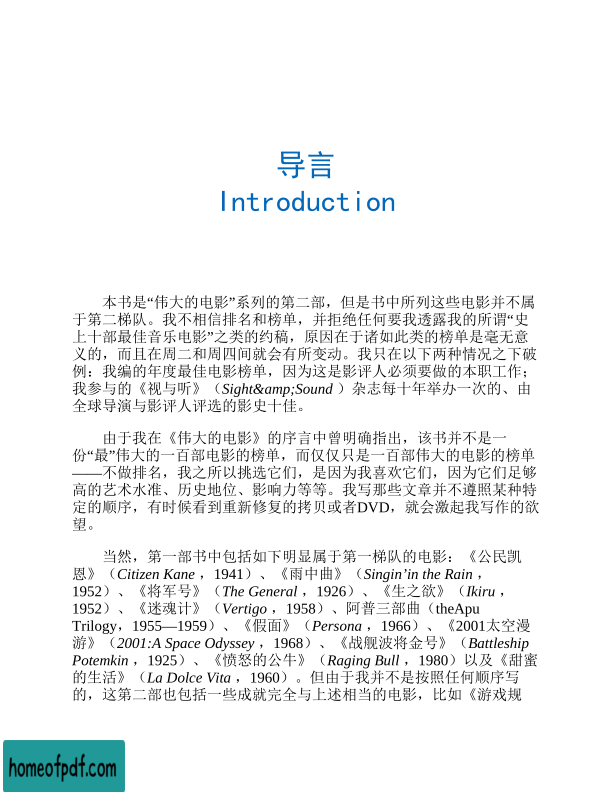 导言
Introduction
本书是“伟大的电影”系列的第二部，但是书中所列这些电影并不属
于第二梯队。我不相信排名和榜单，并拒绝任何要我透露我的所谓“史
上十部最佳音乐电影”之类的约稿，原因在于诸如此类的榜单是毫无意
义的，而且在周二和周四间就会有所变动。我只在以下两种情况之下破
例：我编的年度最佳电影榜单，因为这是影评人必须要做的本职工作；
我参与的《视与听》（Sight&amp;Sound ）杂志每十年举办一次的、由
全球导演与影评人评选的影史十佳。
由于我在《伟大的电影》的序言中曾明确指出，该书并不是一
份“最”伟大的一百部电影的榜单，而仅仅只是一百部伟大的电影的榜单
——不做排名，我之所以挑选它们，是因为我喜欢它们，因为它们足够
高的艺术水准、历史地位、影响力等等。我写那些文章并不遵照某种特
定的顺序，有时候看到重新修复的拷贝或者DVD，就会激起我写作的欲
望。
当然，第一部书中包括如下明显属于第一梯队的电影：《公民凯
恩》（Citizen Kane ，1941）、《雨中曲》（Singin’in the Rain ，
1952）、《将军号》（The General ，1926）、《生之欲》（Ikiru ，
1952）、《迷魂计》（Vertigo ，1958）、阿普三部曲（theApu
Trilogy，1955—1959）、《假面》（Persona ，1966）、《2001太空漫
游》（2001:A Space Odyssey ，1968）、《战舰波将金号》（Battleship
Potemkin ，1925）、《愤怒的公牛》（Raging Bull ，1980）以及《甜蜜
的生活》（La Dolce Vita ，1960）。但由于我并不是按照任何顺序写
的，这第二部也包括一些成就完全与上述相当的电影，比如《游戏规
homeofpdf.com